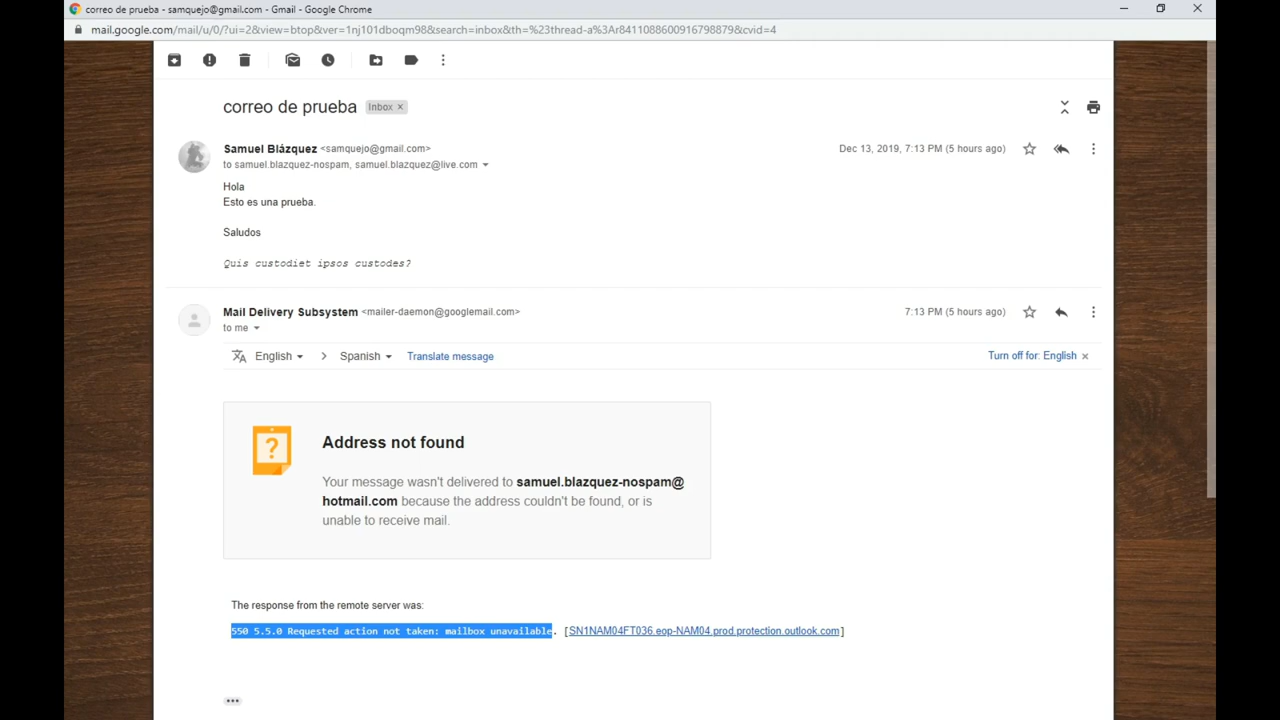 correo de prueba - samquejo@gmail.com - Gmail - Google Chrome
mail.google.com/mail/u/0/?ui=2&view=btop&ver=1nj101dboqm98&search=inbox&th=%23thread-a%3Ar8411088600916798879&cvid=4
correo de prueba Inbox ×
Samuel Blázquez <samquejo@gmail.com> Dec 13, 2019, 7:13 PM (5 hours ago)
to samuel.blazquez-nospam, samuel.blazquez@live.com
Hola
Esto es una prueba.
Saludos
Quis custodiet ipsos custodes?
Mail Delivery Subsystem <mailer-daemon@googlemail.com> 7:13 PM (5 hours ago)
to me
English > Spanish Translate message Turn off for: English ×
Address not found
Your message wasn't delivered to samuel.blazquez-nospam@
hotmail.com because the address couldn't be found, or is
unable to receive mail.
The response from the remote server was:
550 5.5.0 Requested action not taken: mailbox unavailable. [SN1NAM04FT036.eop-NAM04.prod.protection.outlook.com]